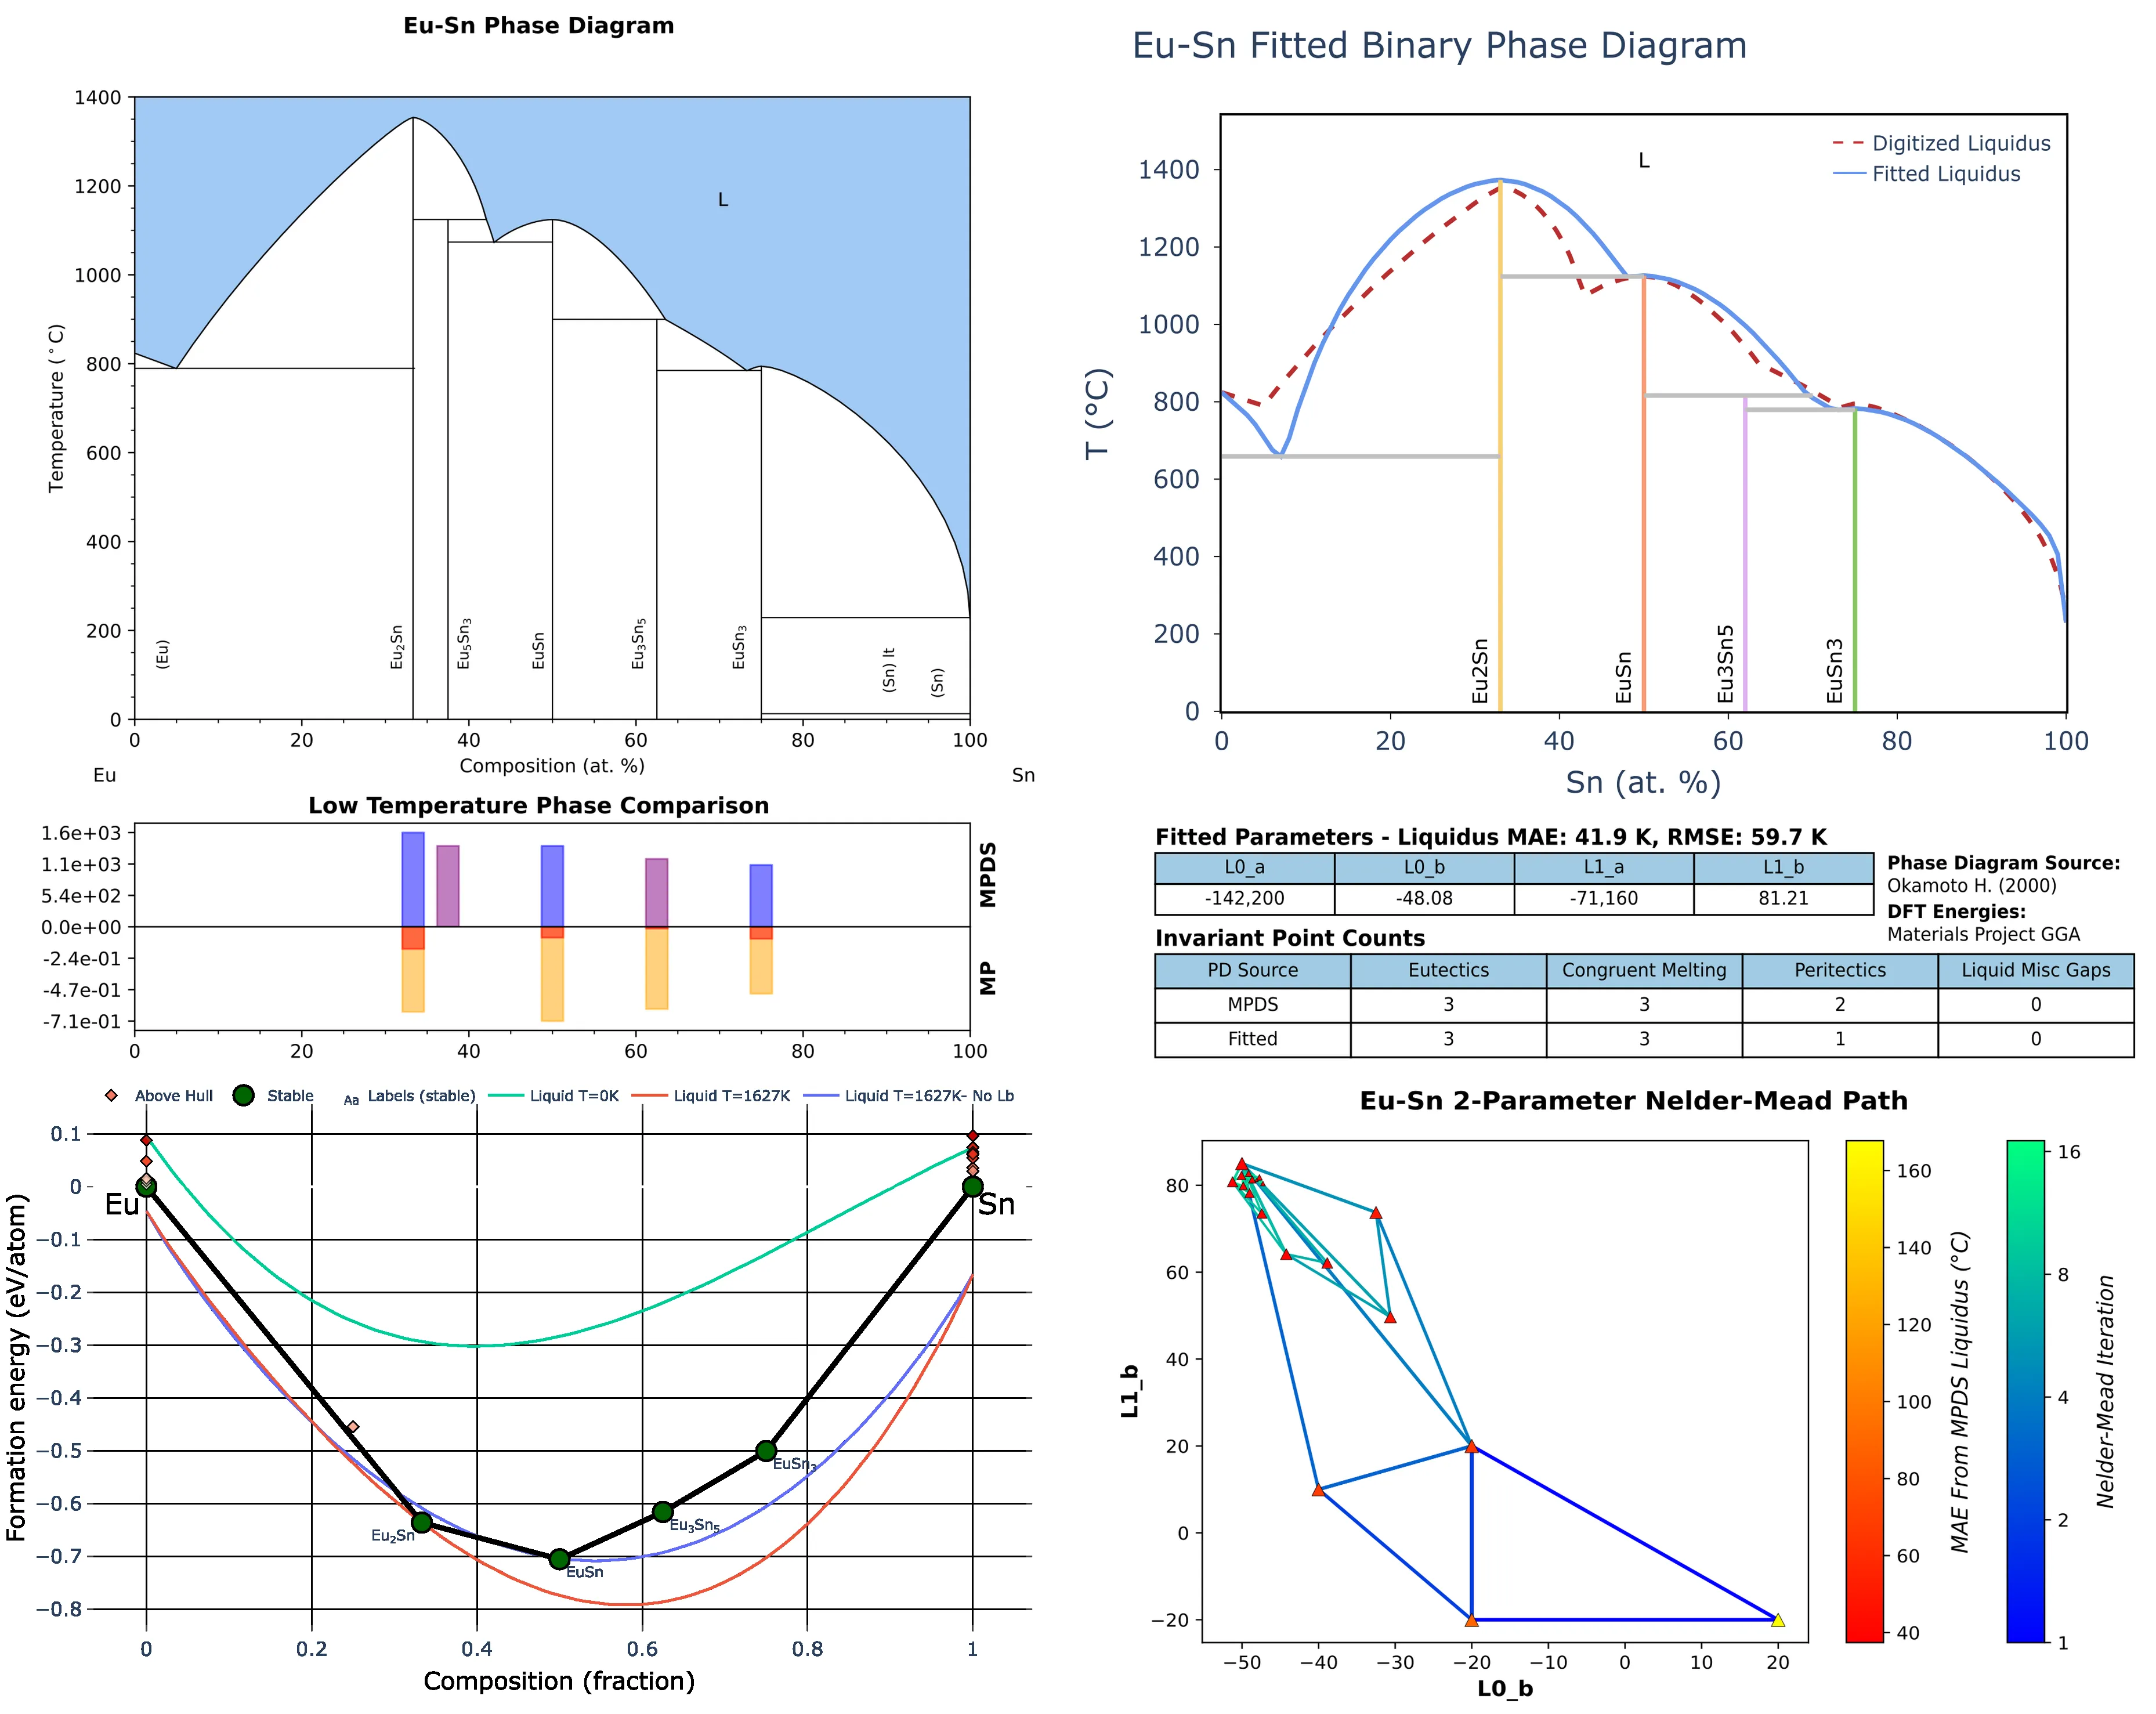 Eu-Sn Phase Diagram
1400
1200
1000
800
600
400
200
0
Temperature (°C)
L
(Eu)
Eu₂Sn
Eu₅Sn₃
EuSn
Eu₃Sn₅
EuSn₃
(Sn) lt
(Sn)
0 20 40 60 80 100
Composition (at. %)
Eu Sn
Eu-Sn Fitted Binary Phase Diagram
Digitized Liquidus
Fitted Liquidus
L
1400
1200
1000
800
600
400
200
0
T (°C)
Eu2Sn
EuSn
Eu3Sn5
EuSn3
0 20 40 60 80 100
Sn (at. %)
Low Temperature Phase Comparison
1.6e+03
1.1e+03
5.4e+02
0.0e+00
-2.4e-01
-4.7e-01
-7.1e-01
MPDS
MP
0 20 40 60 80 100
Fitted Parameters - Liquidus MAE: 41.9 K, RMSE: 59.7 K
L0_a L0_b L1_a L1_b
-142,200 -48.08 -71,160 81.21
Phase Diagram Source:
Okamoto H. (2000)
DFT Energies:
Materials Project GGA
Invariant Point Counts
PD Source Eutectics Congruent Melting Peritectics Liquid Misc Gaps
MPDS 3 3 2 0
Fitted 3 3 1 0
Above Hull Stable Aa Labels (stable) Liquid T=0K Liquid T=1627K Liquid T=1627K- No Lb
0.1
0
−0.1
−0.2
−0.3
−0.4
−0.5
−0.6
−0.7
−0.8
Formation energy (eV/atom)
Eu
Sn
Eu₂Sn
EuSn
Eu₃Sn₅
EuSn₃
0 0.2 0.4 0.6 0.8 1
Composition (fraction)
Eu-Sn 2-Parameter Nelder-Mead Path
80
60
40
20
0
−20
L1_b
−50 −40 −30 −20 −10 0 10 20
L0_b
160
140
120
100
80
60
40
MAE From MPDS Liquidus (°C)
16
8
4
2
1
Nelder-Mead Iteration